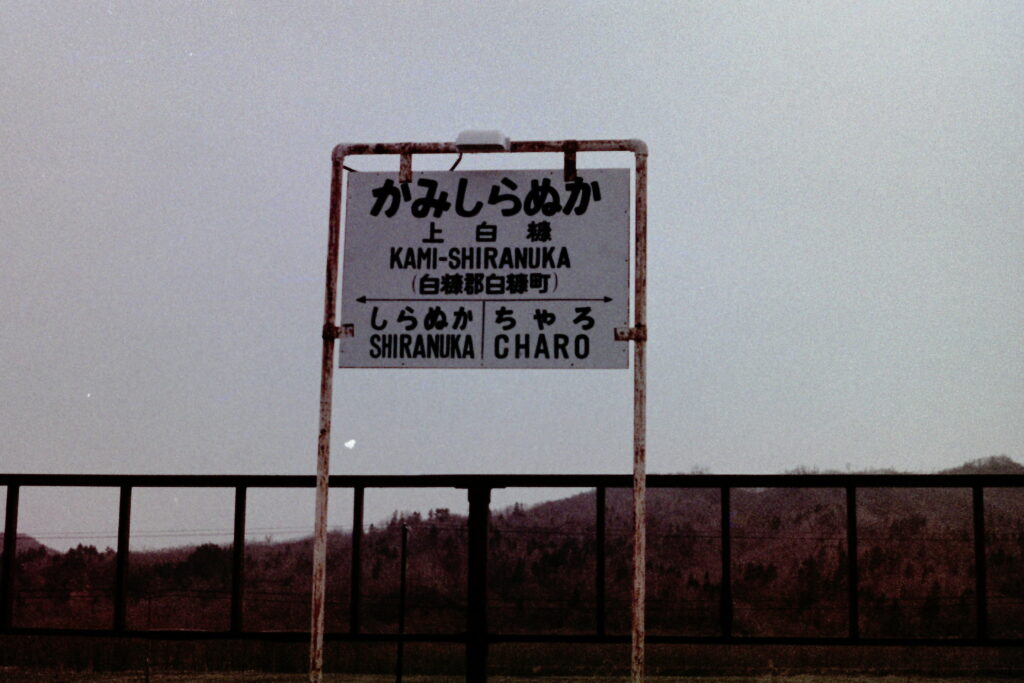 かみしらぬか
上白糠
KAMI-SHIRANUKA
(白糠郡白糠町)
しらぬか ちゃろ
SHIRANUKA CHARO